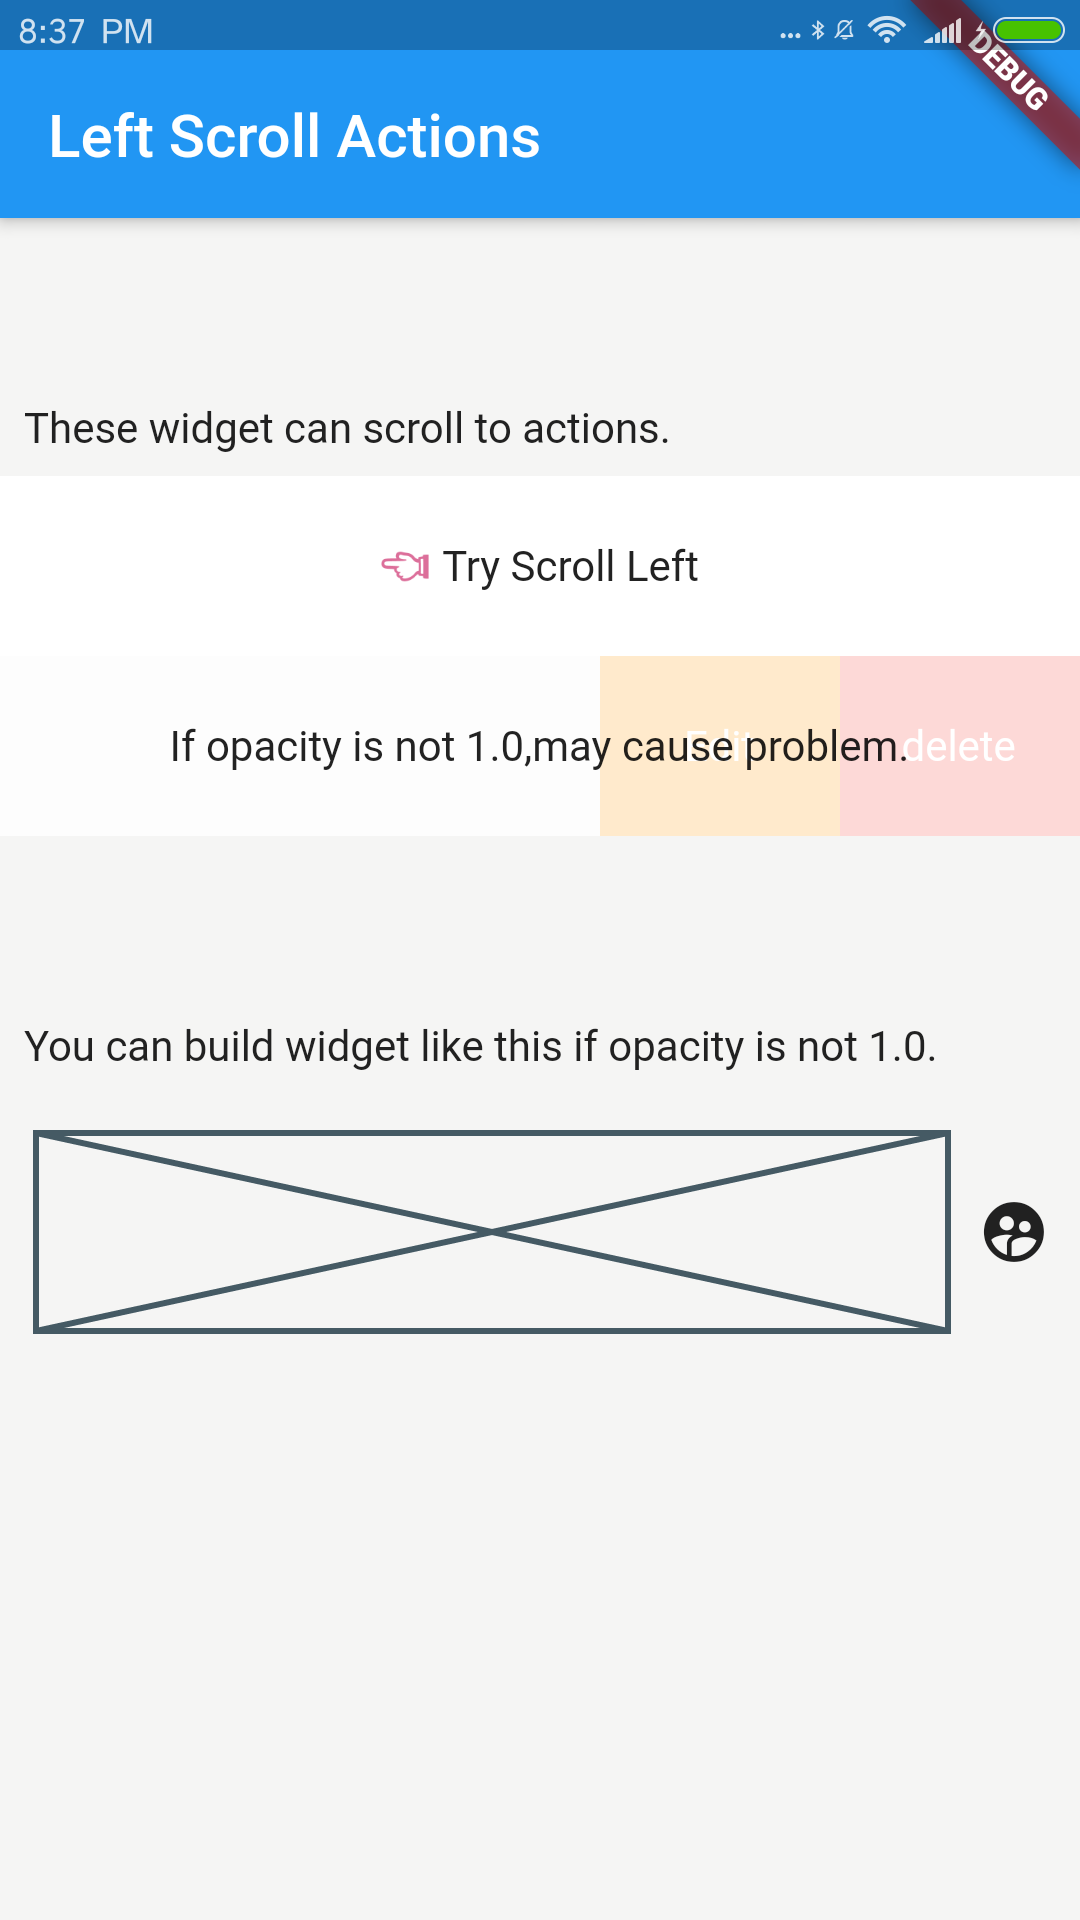 8:37 PM
DEBUG
Left Scroll Actions
These widget can scroll to actions.
Try Scroll Left
If opacity is not 1.0,may cause problem.
Edit
delete
You can build widget like this if opacity is not 1.0.